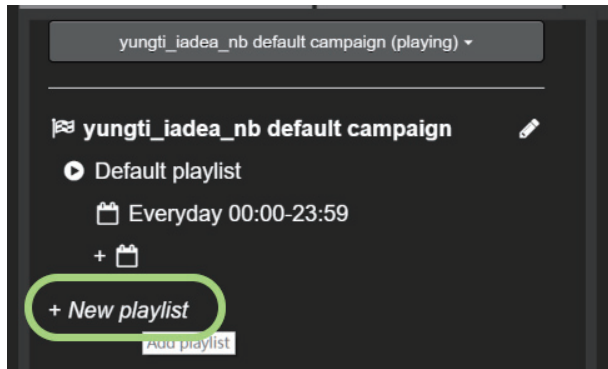 yungti_iadea_nb default campaign (playing)
yungti_iadea_nb default campaign
Default playlist
Everyday 00:00-23:59
+
+ New playlist
Add playlist